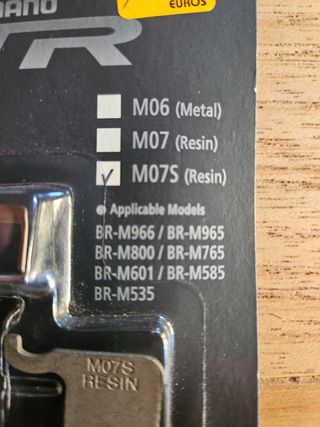 EUROS
M06 (Metal)
M07 (Resin)
M07S (Resin)
Applicable Models
BR-M966 / BR-M965
BR-M800 / BR-M765
BR-M601 / BR-M585
BR-M535
M07S
RESIN